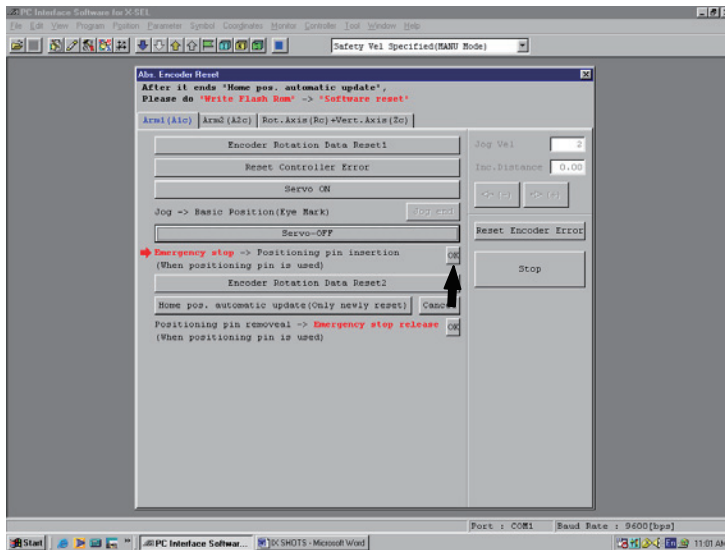 PC Interface Software for X-SEL
File Edit View Program Position Parameter Symbol Coordinates Monitor Controller Tool Window Help
Safety Vel Specified(MANU Mode)
Abs. Encoder Reset
After it ends "Home pos. automatic update",
Please do "Write Flash Rom" -> "Software reset"
Arm1(A1c) Arm2(A2c) Rot.Axis(Rc)+Vert.Axis(Zc)
Encoder Rotation Data Reset1
Reset Controller Error
Servo ON
Jog -> Basic Position(Eye Mark) Jog end
Servo-OFF
Emergency stop -> Positioning pin insertion OK
(When positioning pin is used)
Encoder Rotation Data Reset2
Home pos. automatic update(Only newly reset)
Positioning pin removeal -> Emergency stop release OK
(When positioning pin is used)
Jog Vel 2
Inc.Distance 0.00
(-) (+)
Reset Encoder Error
Stop
Port : COM1 Baud Rate : 9600[bps]
Start PC Interface Softwar... IX SHOTS - Microsoft Word 11:01 AM